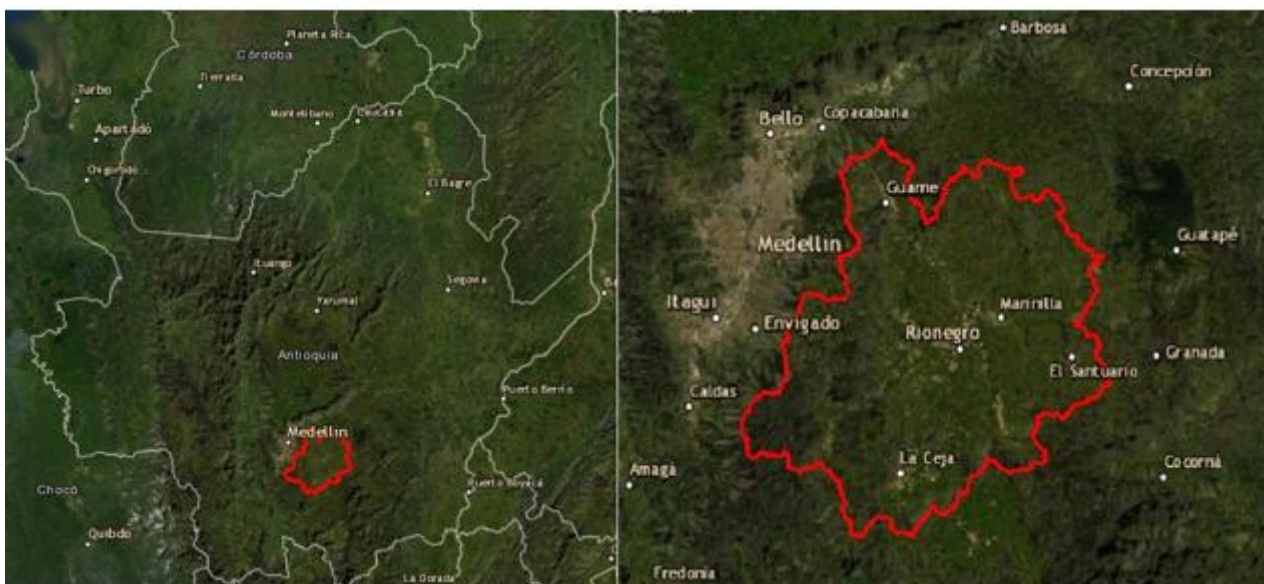 Planeta Rica
Córdoba
Tierralta
Turbo
Montelíbano
Caucasia
Apartadó
Chigorodó
El Bagre
Ituango
Segovia
Yarumal
Antioquia
Puerto Berrío
Medellín
Puerto Boyacá
Chocó
Quibdó
La Dorada
Barbosa
Concepción
Copacabana
Bello
Guarne
Medellín
Guatapé
Itagüí
Envigado
Marinilla
Rionegro
El Santuario
Granada
Caldas
La Ceja
Amagá
Cocorná
Fredonia